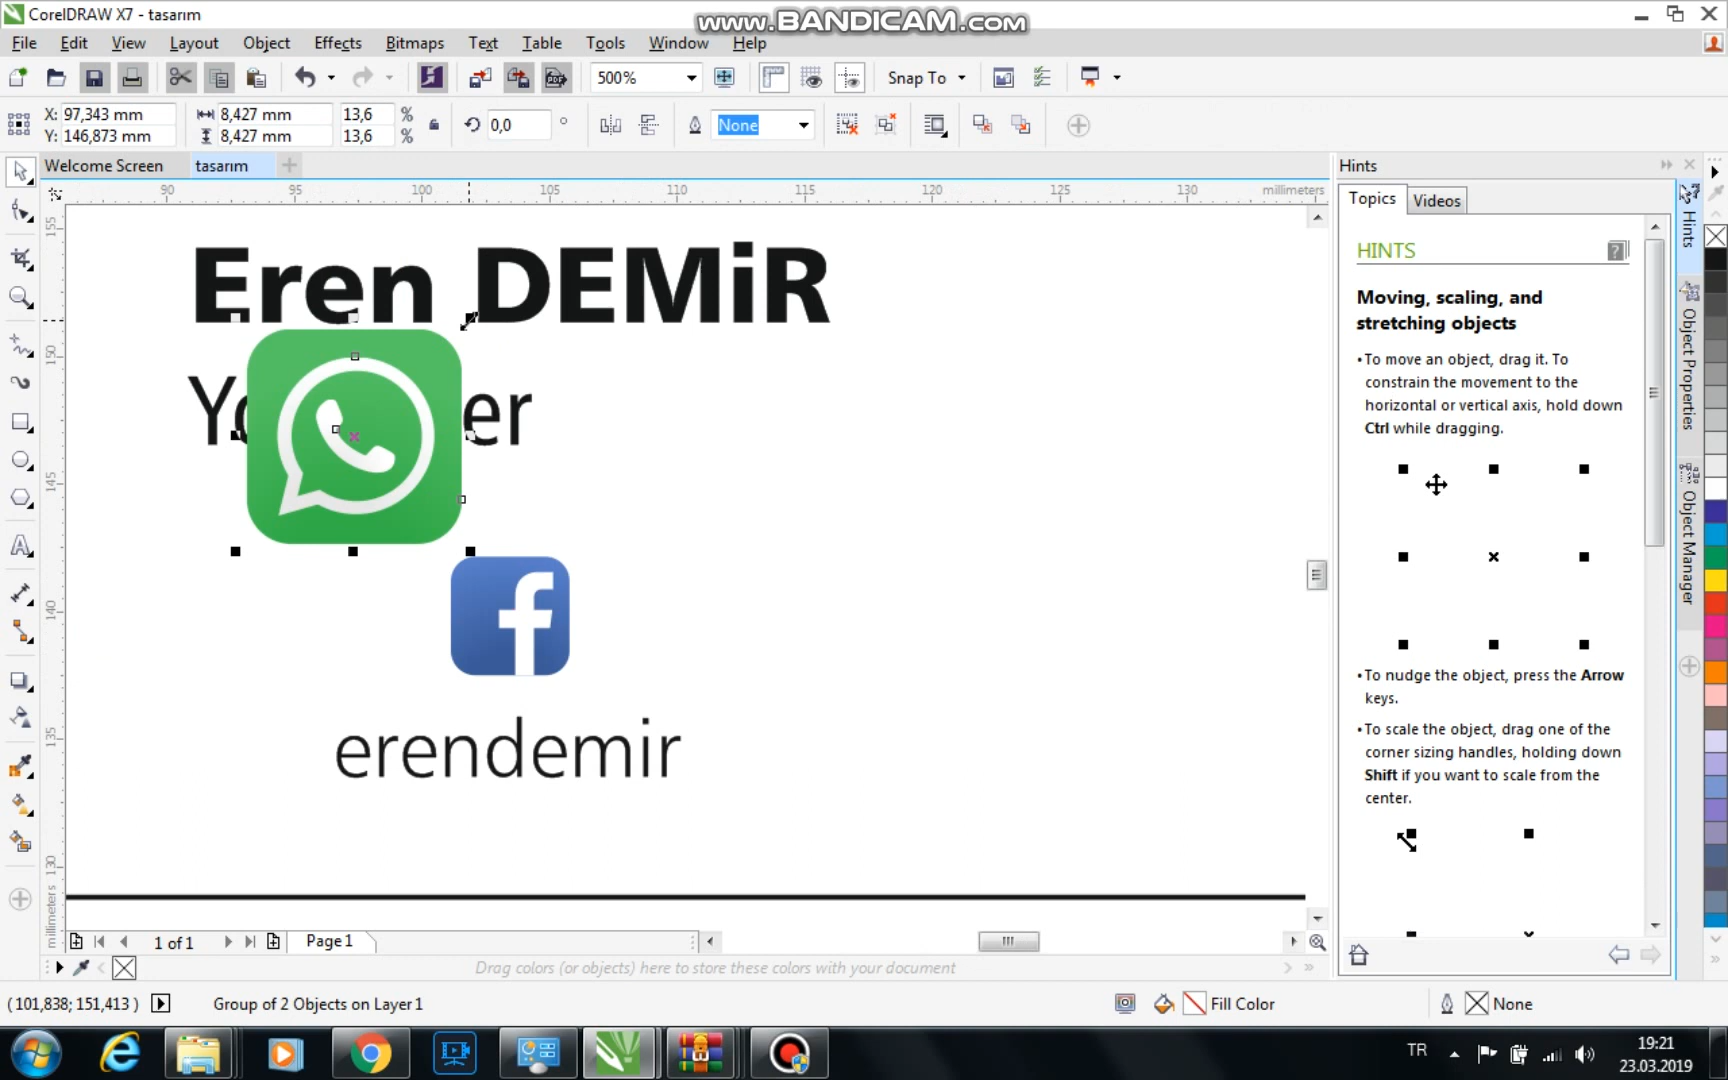 CorelDRAW X7 - tasarım
www.BANDICAM.com
File Edit View Layout Object Effects Bitmaps Text Table Tools Window Help
500% Snap To
X: 97,343 mm 8,427 mm 13,6 % 0,0 ° None
Y: 146,873 mm 8,427 mm 13,6 %
Welcome Screen tasarım
90 95 100 105 110 115 120 125 130 millimeters
155
150
145
140
135
130
millimeters
Eren DEMiR
er
f
erendemir
Hints
Topics Videos
HINTS
Moving, scaling, and
stretching objects
•To move an object, drag it. To
constrain the movement to the
horizontal or vertical axis, hold down
Ctrl while dragging.
•To nudge the object, press the Arrow
keys.
•To scale the object, drag one of the
corner sizing handles, holding down
Shift if you want to scale from the
center.
Hints
Object Properties
Object Manager
1 of 1 Page 1
Drag colors (or objects) here to store these colors with your document
( 101,838; 151,413 ) Group of 2 Objects on Layer 1 Fill Color None
TR 19:21
23.03.2019